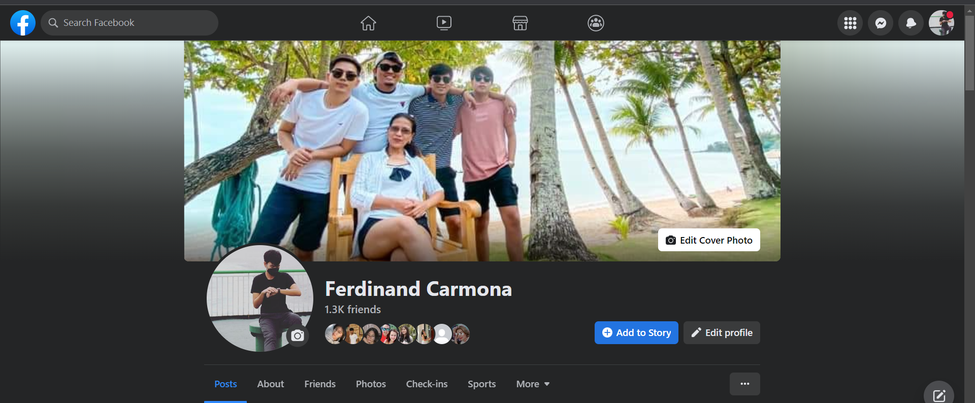 Search Facebook
Edit Cover Photo
Ferdinand Carmona
1.3K friends
Add to Story
Edit profile
Posts
About
Friends
Photos
Check-ins
Sports
More